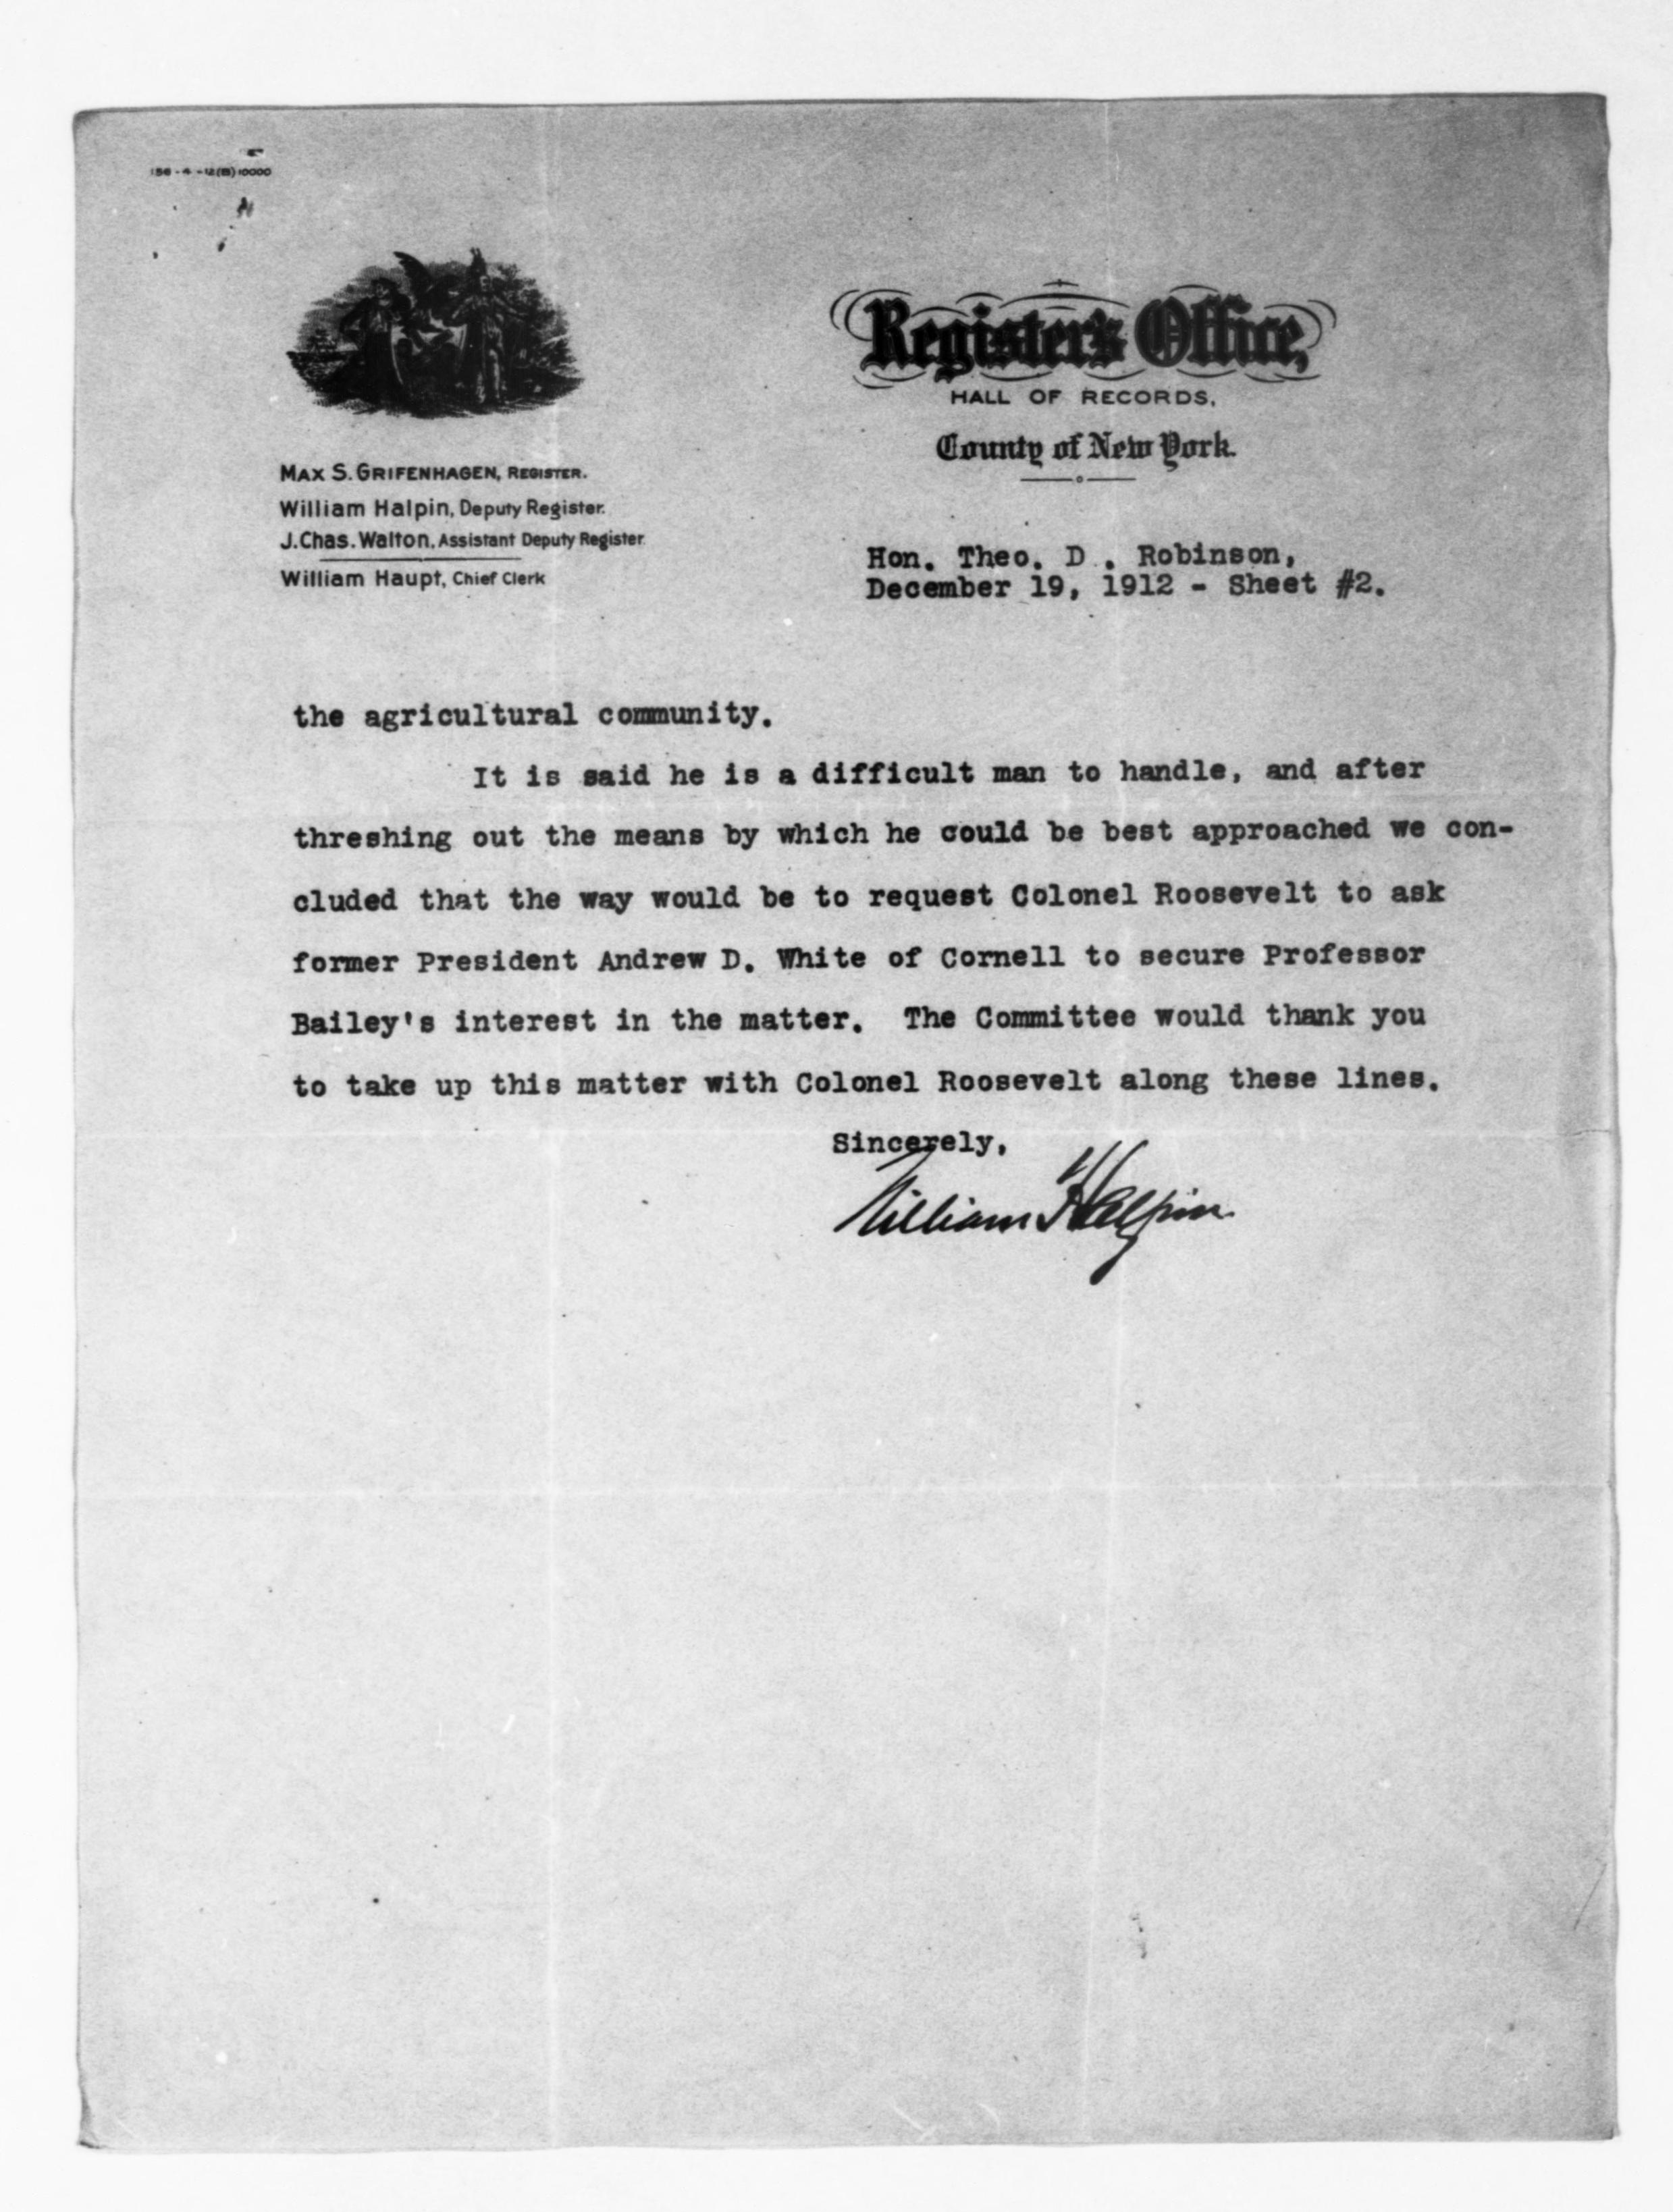 Register's Office,
HALL OF RECORDS,
County of New York.
MAX S. GRIFENHAGEN, REGISTER.
William Halpin, Deputy Register.
J. Chas. Walton, Assistant Deputy Register
William Haupt, Chief Clerk
Hon. Theo. D . Robinson,
December 19, 1912 - Sheet #2.
the agricultural community.
It is said he is a difficult man to handle, and after
threshing out the means by which he could be best approached we con-
cluded that the way would be to request Colonel Roosevelt to ask
former President Andrew D. White of Cornell to secure Professor
Bailey's interest in the matter. The Committee would thank you
to take up this matter with Colonel Roosevelt along these lines.
Sincerely,
William Halpin